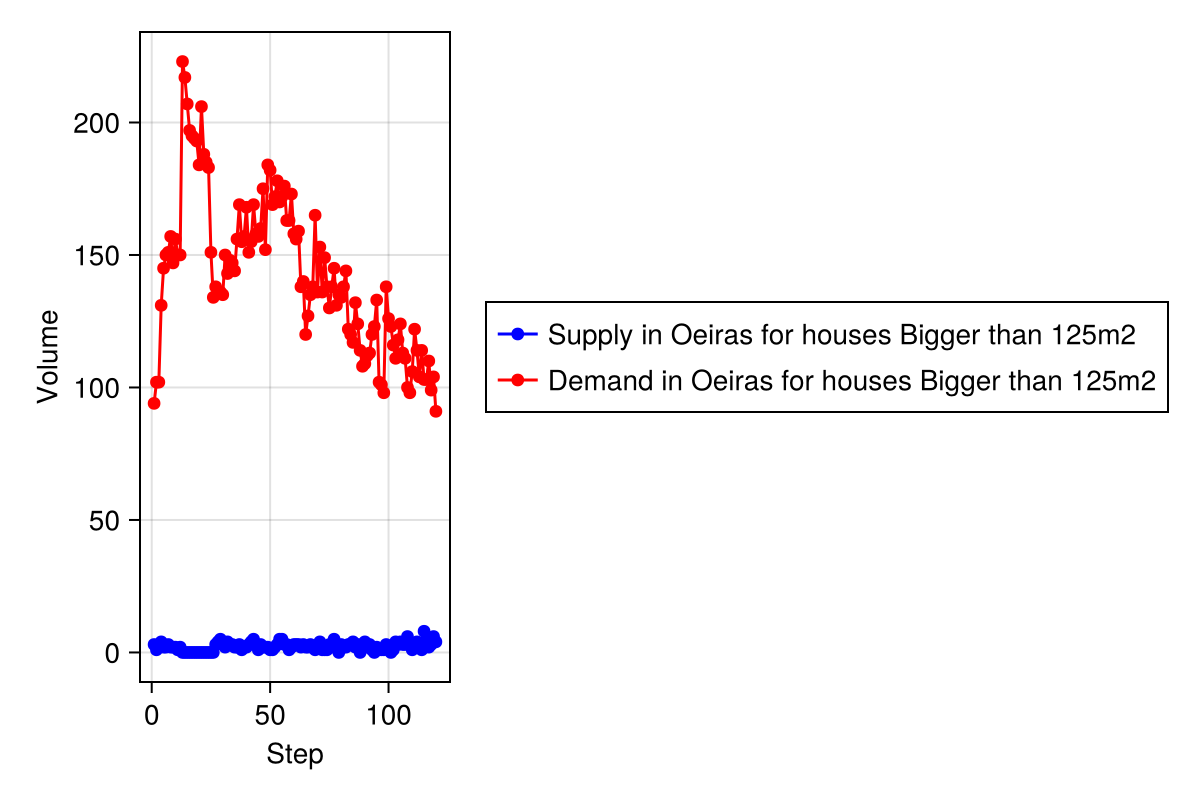 Volume
200
150
100
50
0
0 50 100
Step
Supply in Oeiras for houses Bigger than 125m2
Demand in Oeiras for houses Bigger than 125m2